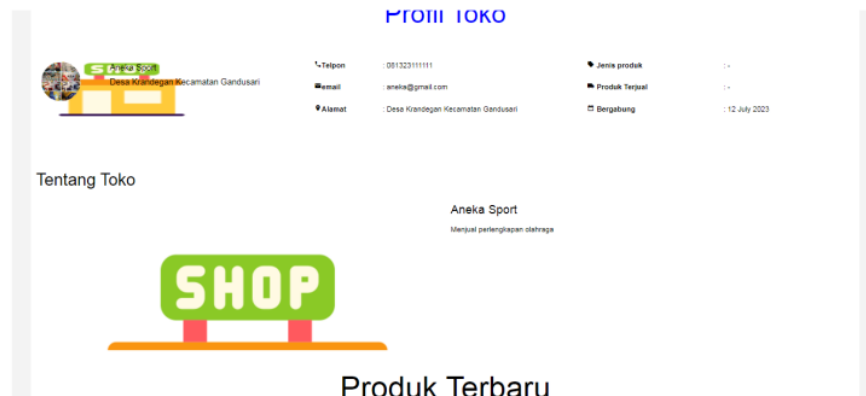 Profil Toko
SHOP
Aneka Sport
Desa Krandegan Kecamatan Gandusari
Telpon : 081323111111
email : aneka@gmail.com
Alamat : Desa Krandegan Kecamatan Gandusari
Jenis produk : -
Produk Terjual : -
Bergabung : 12 July 2023
Tentang Toko
Aneka Sport
Menjual perlengkapan olahraga
SHOP
Produk Terbaru